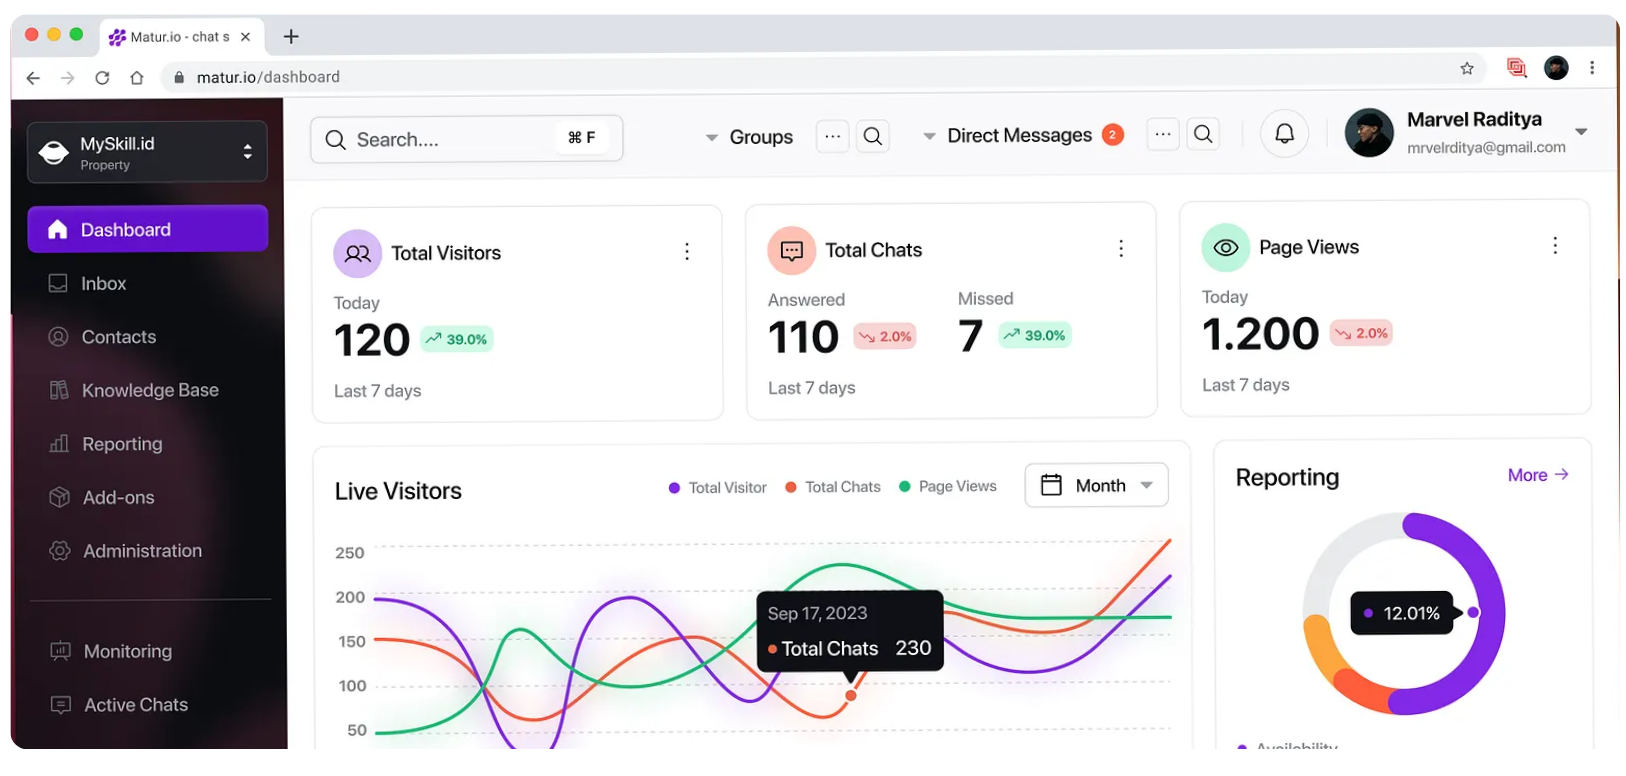 Matur.io - chat s
matur.io/dashboard
MySkill.id
Property
Dashboard
Inbox
Contacts
Knowledge Base
Reporting
Add-ons
Administration
Monitoring
Active Chats
Search....
⌘ F
Groups
Direct Messages 2
Marvel Raditya
mrvelrditya@gmail.com
Total Visitors
Today
120 39.0%
Last 7 days
Total Chats
Answered Missed
110 2.0% 7 39.0%
Last 7 days
Page Views
Today
1.200 2.0%
Last 7 days
Live Visitors
Total Visitor Total Chats Page Views
Month
250
200
150
100
50
Sep 17, 2023
Total Chats 230
Reporting
More →
12.01%
Availability